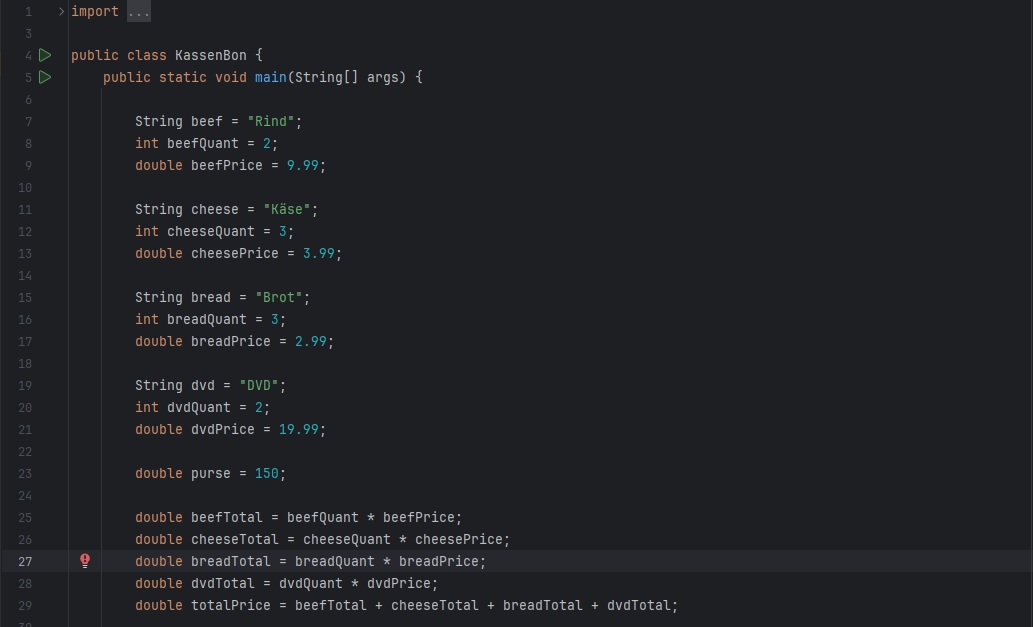 1 import ...
3
4 public class KassenBon {
5 public static void main(String[] args) {
6
7 String beef = "Rind";
8 int beefQuant = 2;
9 double beefPrice = 9.99;
10
11 String cheese = "Käse";
12 int cheeseQuant = 3;
13 double cheesePrice = 3.99;
14
15 String bread = "Brot";
16 int breadQuant = 3;
17 double breadPrice = 2.99;
18
19 String dvd = "DVD";
20 int dvdQuant = 2;
21 double dvdPrice = 19.99;
22
23 double purse = 150;
24
25 double beefTotal = beefQuant * beefPrice;
26 double cheeseTotal = cheeseQuant * cheesePrice;
27 double breadTotal = breadQuant * breadPrice;
28 double dvdTotal = dvdQuant * dvdPrice;
29 double totalPrice = beefTotal + cheeseTotal + breadTotal + dvdTotal;
30